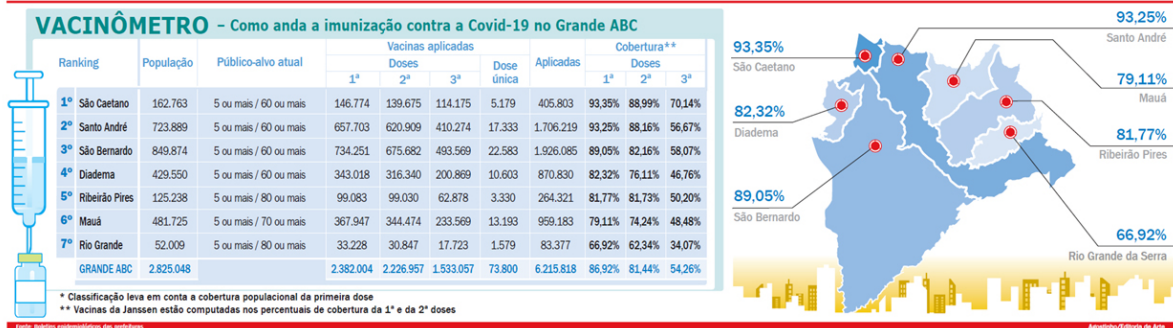 VACINÔMETRO – Como anda a imunização contra a Covid-19 no Grande ABC
Ranking População Público-alvo atual Vacinas aplicadas Aplicadas Cobertura**
Doses Dose única Doses
1ª 2ª 3ª 1ª 2ª 3ª
1º São Caetano 162.763 5 ou mais / 60 ou mais 146.774 139.675 114.175 5.179 405.803 93,35% 88,99% 70,14%
2º Santo André 723.889 5 ou mais / 60 ou mais 657.703 620.909 410.274 17.333 1.706.219 93,25% 88,16% 56,67%
3º São Bernardo 849.874 5 ou mais / 60 ou mais 734.251 675.682 493.569 22.583 1.926.085 89,05% 82,16% 58,07%
4º Diadema 429.550 5 ou mais / 60 ou mais 343.018 316.340 200.869 10.603 870.830 82,32% 76,11% 46,76%
5º Ribeirão Pires 125.238 5 ou mais / 80 ou mais 99.083 99.030 62.878 3.330 264.321 81,77% 81,73% 50,20%
6º Mauá 481.725 5 ou mais / 70 ou mais 367.947 344.474 233.569 13.193 959.183 79,11% 74,24% 48,48%
7º Rio Grande 52.009 5 ou mais / 80 ou mais 33.228 30.847 17.723 1.579 83.377 66,92% 62,34% 34,07%
GRANDE ABC 2.825.048 2.382.004 2.226.957 1.533.057 73.800 6.215.818 86,92% 81,44% 54,26%
* Classificação leva em conta a cobertura populacional da primeira dose
** Vacinas da Janssen estão computadas nos percentuais de cobertura da 1ª e da 2ª doses
93,35%
São Caetano
82,32%
Diadema
89,05%
São Bernardo
93,25%
Santo André
79,11%
Mauá
81,77%
Ribeirão Pires
66,92%
Rio Grande da Serra
Fonte: Boletins epidemiológicos das prefeituras
Agostinho/Editoria de Arte